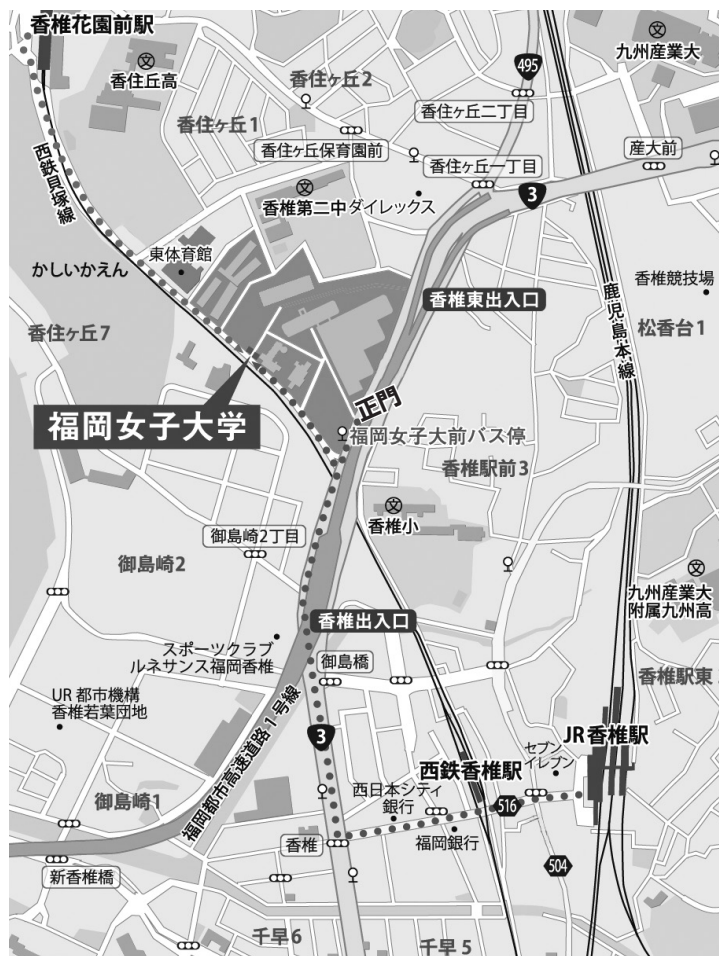 香椎花園前駅
香住丘高
香住ヶ丘2
495
九州産業大
香住ヶ丘1
香住ヶ丘二丁目
香住ヶ丘保育園前
香住ヶ丘一丁目
産大前
西鉄貝塚線
香椎第二中
ダイレックス
3
東体育館
かしいかえん
香椎東出入口
鹿児島本線
香椎競技場
松香台1
香住ヶ丘7
福岡女子大学
正門
福岡女子大前バス停
香椎駅前3
香椎小
御島崎2丁目
御島崎2
九州産業大
附属九州高
香椎出入口
スポーツクラブ
ルネサンス福岡香椎
御島橋
香椎駅東
UR都市機構
香椎若葉団地
福岡都市高速道路1号線
3
JR香椎駅
西鉄香椎駅
セブン
イレブン
西日本シティ
銀行
御島崎1
516
香椎
福岡銀行
504
新香椎橋
千早6
千早5